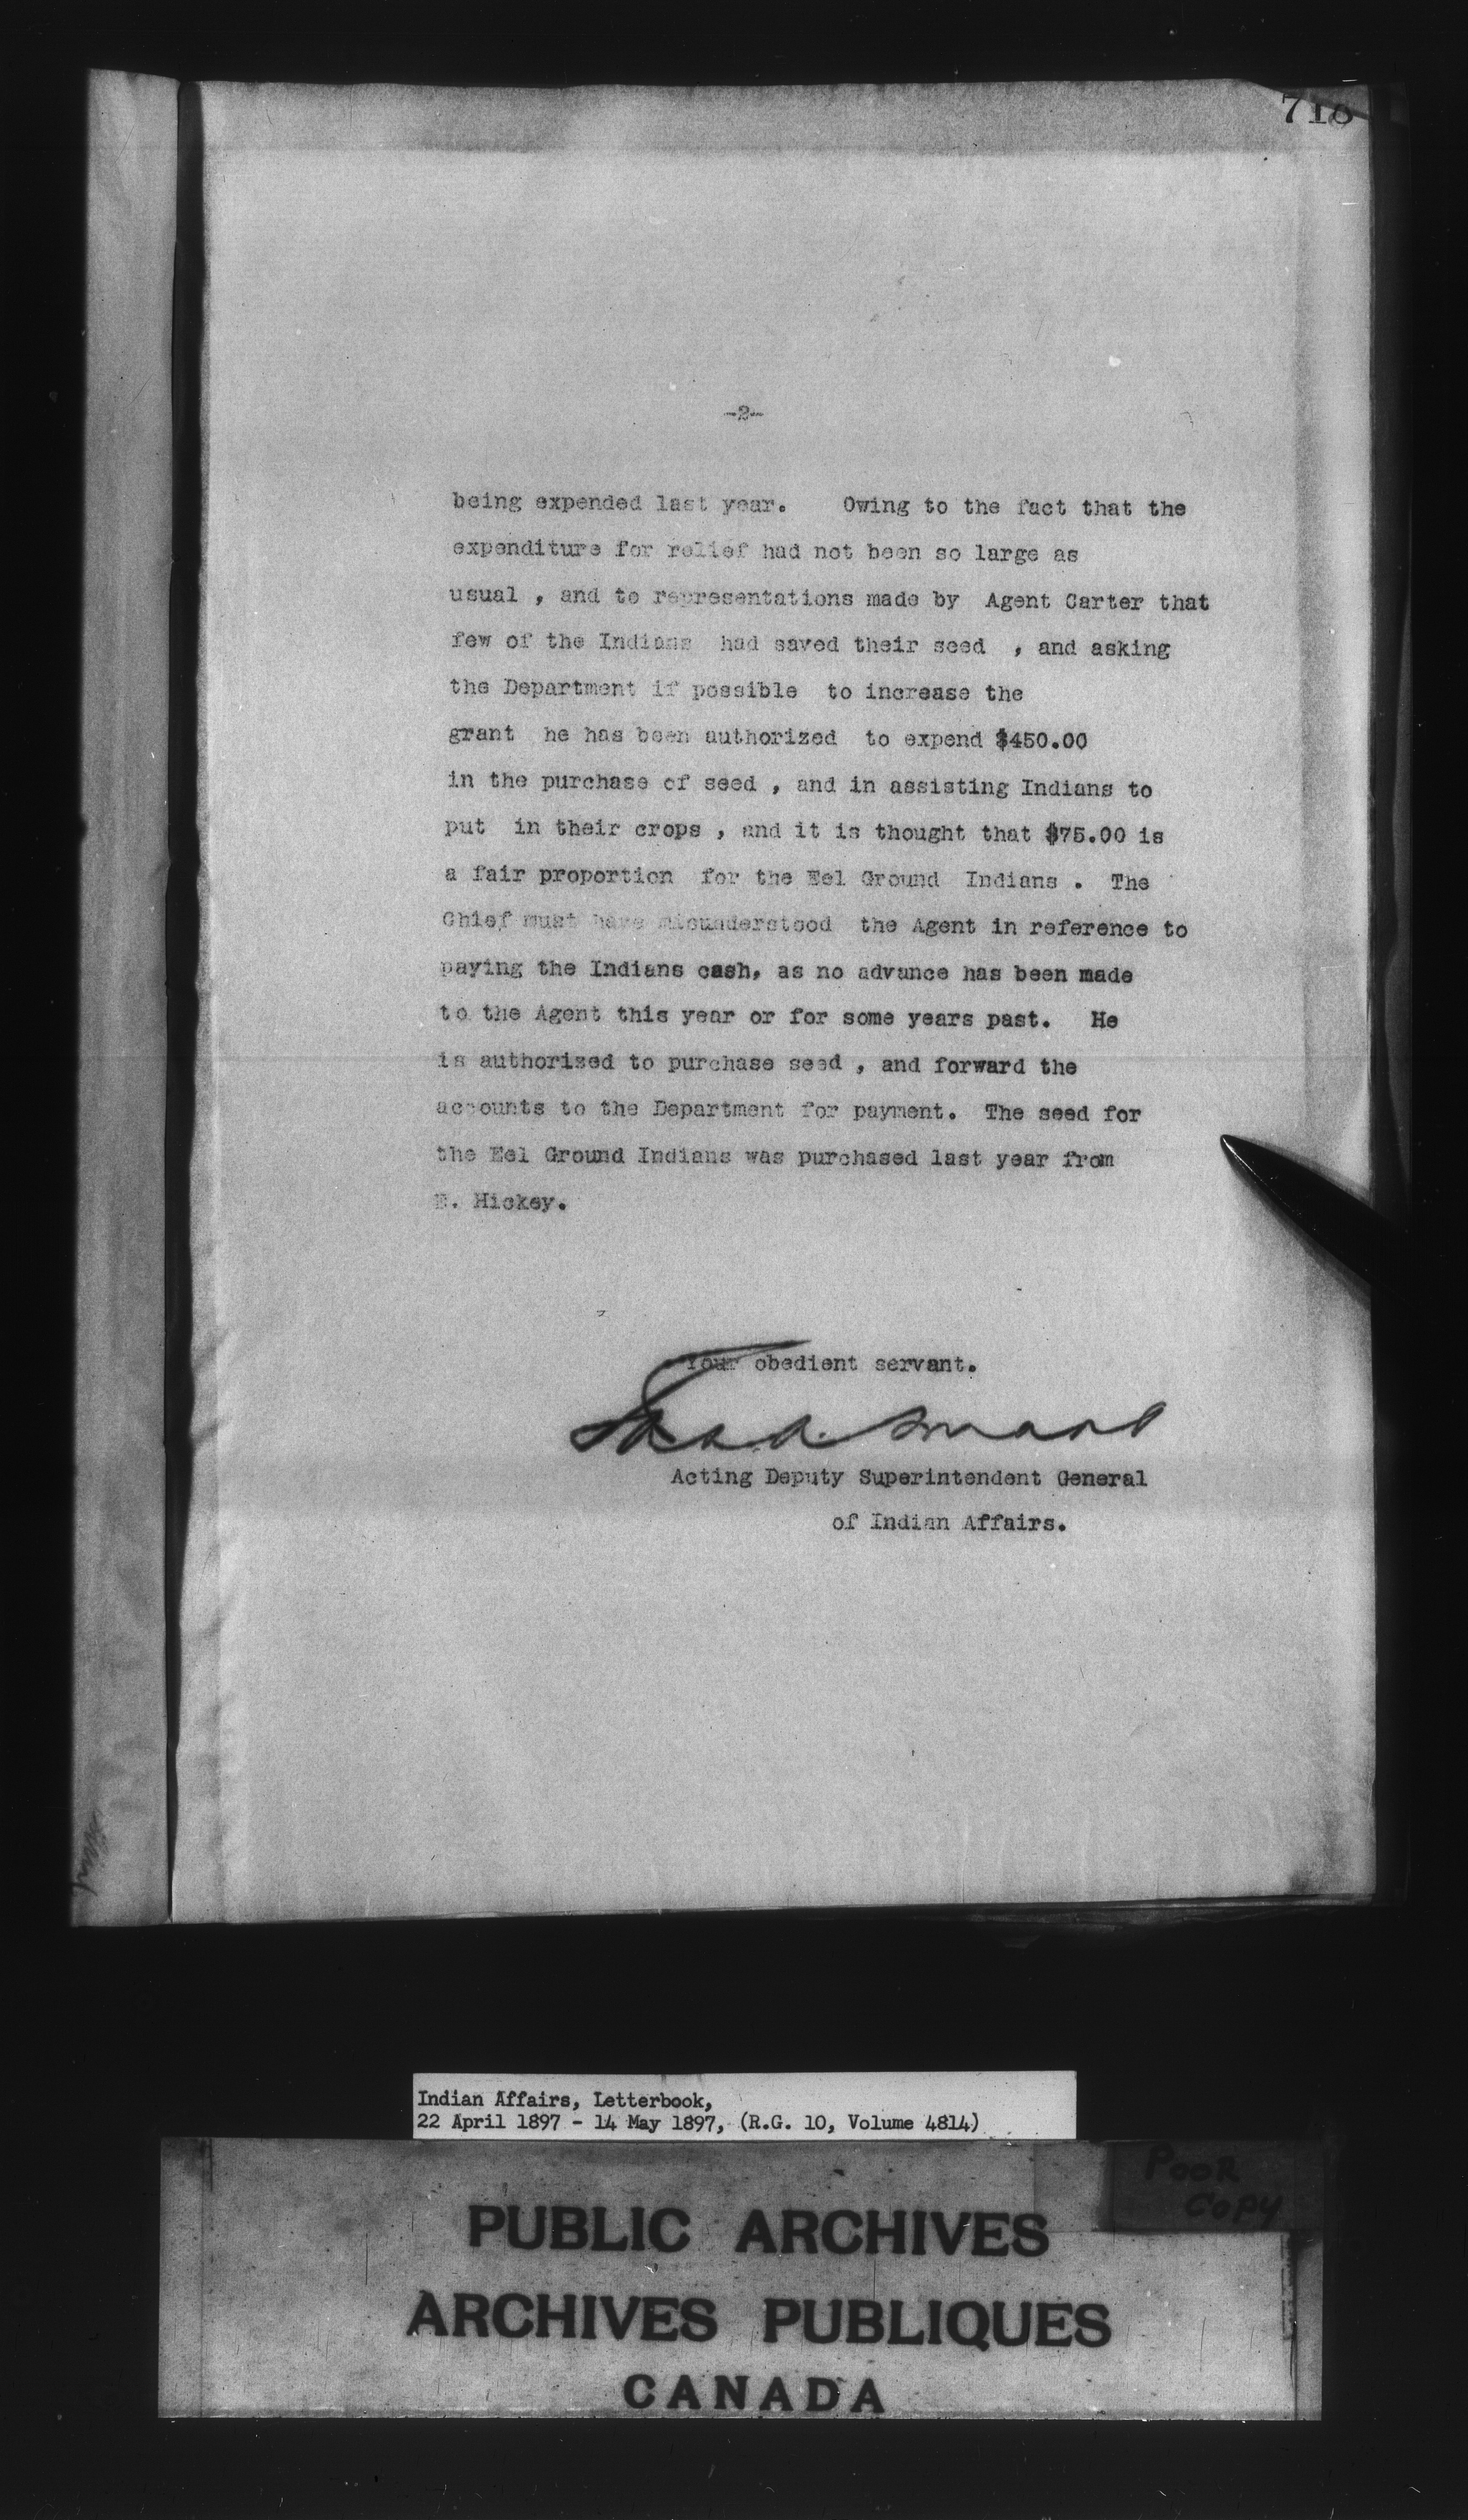 718
-2-
being expended last year. Owing to the fact that the
expenditure for relief had not been so large as
usual , and to representations made by Agent Carter that
few of the Indians had saved their seed , and asking
the Department if possible to increase the
grant he has been authorized to expend $450.00
in the purchase of seed , and in assisting Indians to
put in their crops , and it is thought that $75.00 is
a fair proportion for the Eel Ground Indians . The
Chief must have misunderstood the Agent in reference to
paying the Indians cash, as no advance has been made
to the Agent this year or for some years past. He
is authorized to purchase seed , and forward the
accounts to the Department for payment. The seed for
the Eel Ground Indians was purchased last year from
E. Hickey.
Your obedient servant.
Smart
Acting Deputy Superintendent General
of Indian Affairs.
Indian Affairs, Letterbook,
22 April 1897 - 14 May 1897, (R.G. 10, Volume 4814)
POOR
COPY
PUBLIC ARCHIVES
ARCHIVES PUBLIQUES
CANADA